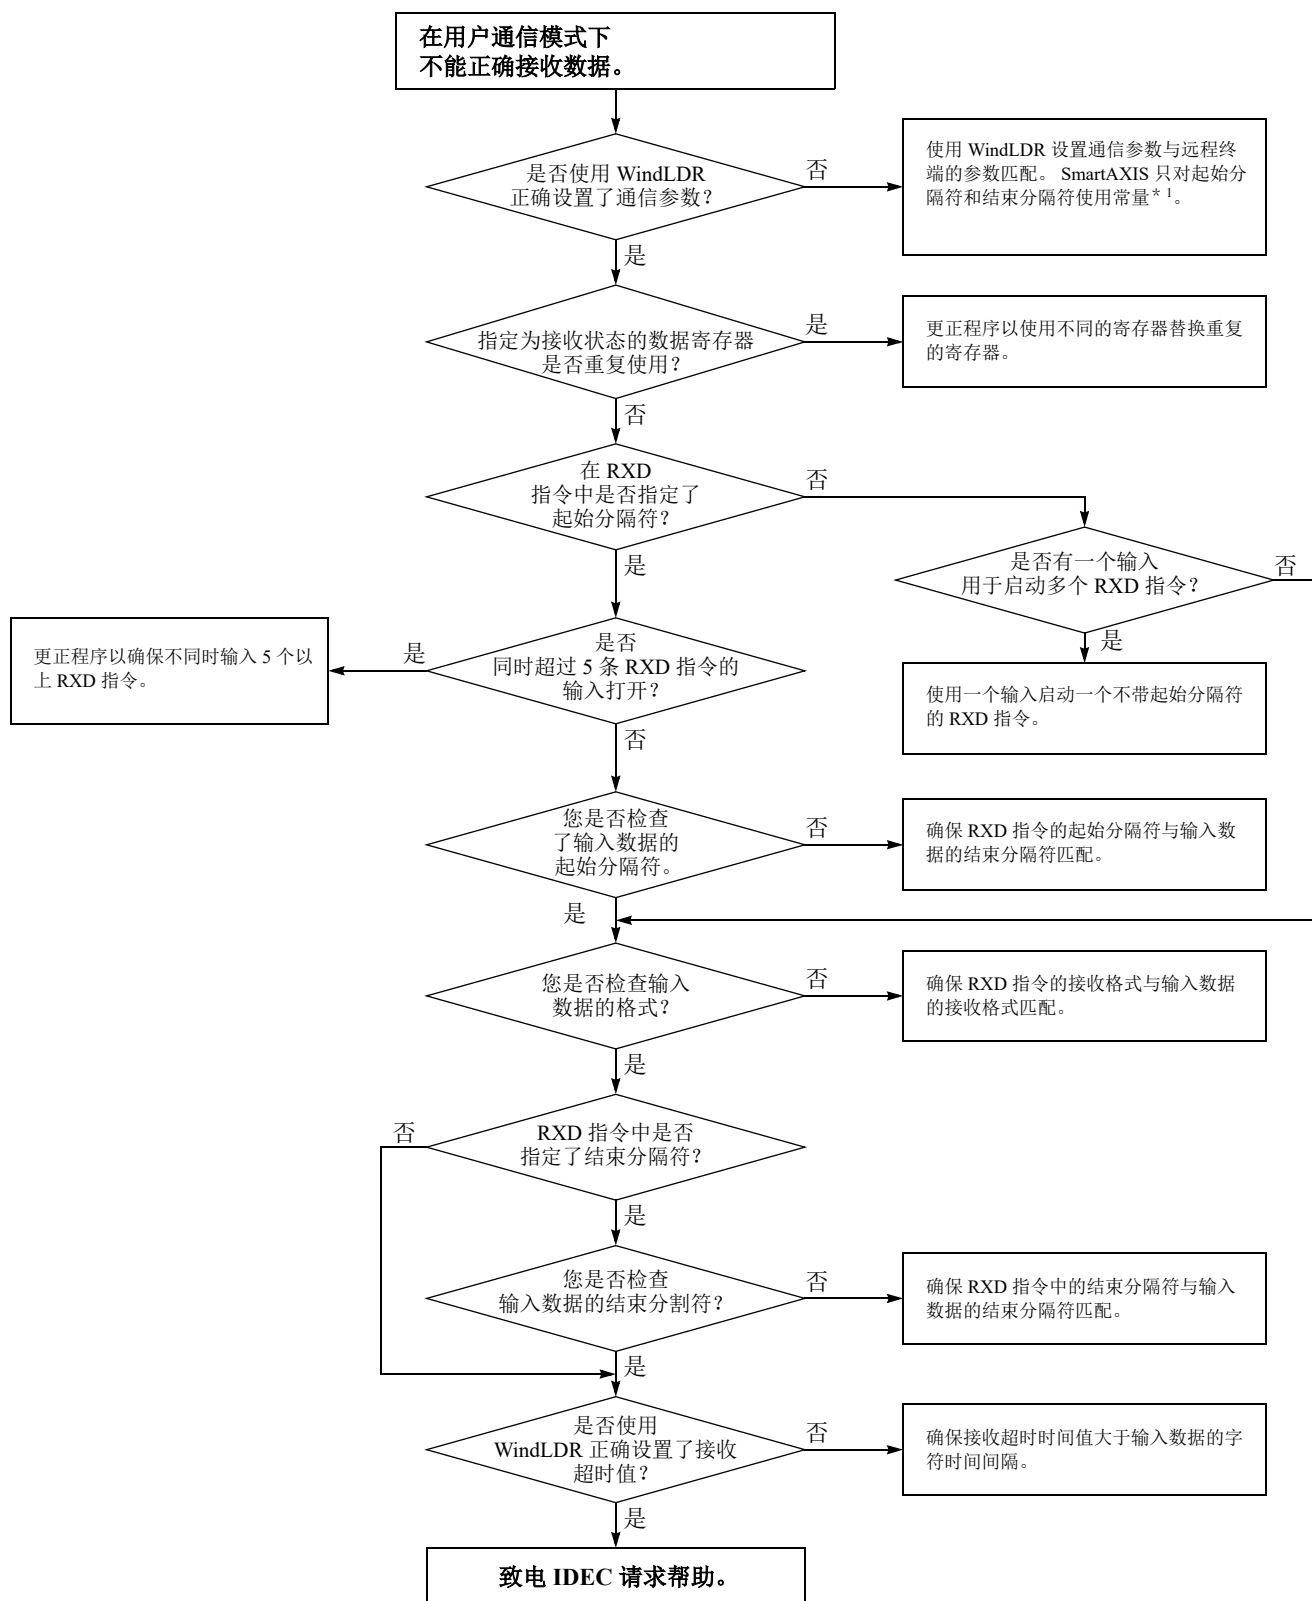 在用户通信模式下
不能正确接收数据。
是否使用 WindLDR
正确设置了通信参数？
否
使用 WindLDR 设置通信参数与远程终
端的参数匹配。 SmartAXIS 只对起始分
隔符和结束分隔符使用常量* 1。
是
指定为接收状态的数据寄存器
是否重复使用？
是
更正程序以使用不同的寄存器替换重复
的寄存器。
否
在 RXD
指令中是否指定了
起始分隔符？
否
是否有一个输入
用于启动多个 RXD 指令？
否
是
使用一个输入启动一个不带起始分隔符
的 RXD 指令。
是
是否
同时超过 5 条 RXD 指令的
输入打开？
是
更正程序以确保不同时输入 5 个以
上 RXD 指令。
否
您是否检查
了输入数据的
起始分隔符。
否
确保 RXD 指令的起始分隔符与输入数
据的结束分隔符匹配。
是
您是否检查输入
数据的格式？
否
确保 RXD 指令的接收格式与输入数据
的接收格式匹配。
是
RXD 指令中是否
指定了结束分隔符？
否
是
您是否检查
输入数据的结束分割符？
否
确保 RXD 指令中的结束分隔符与输入
数据的结束分隔符匹配。
是
是否使用
WindLDR 正确设置了接收
超时值？
否
确保接收超时时间值大于输入数据的字
符时间间隔。
是
致电 IDEC 请求帮助。